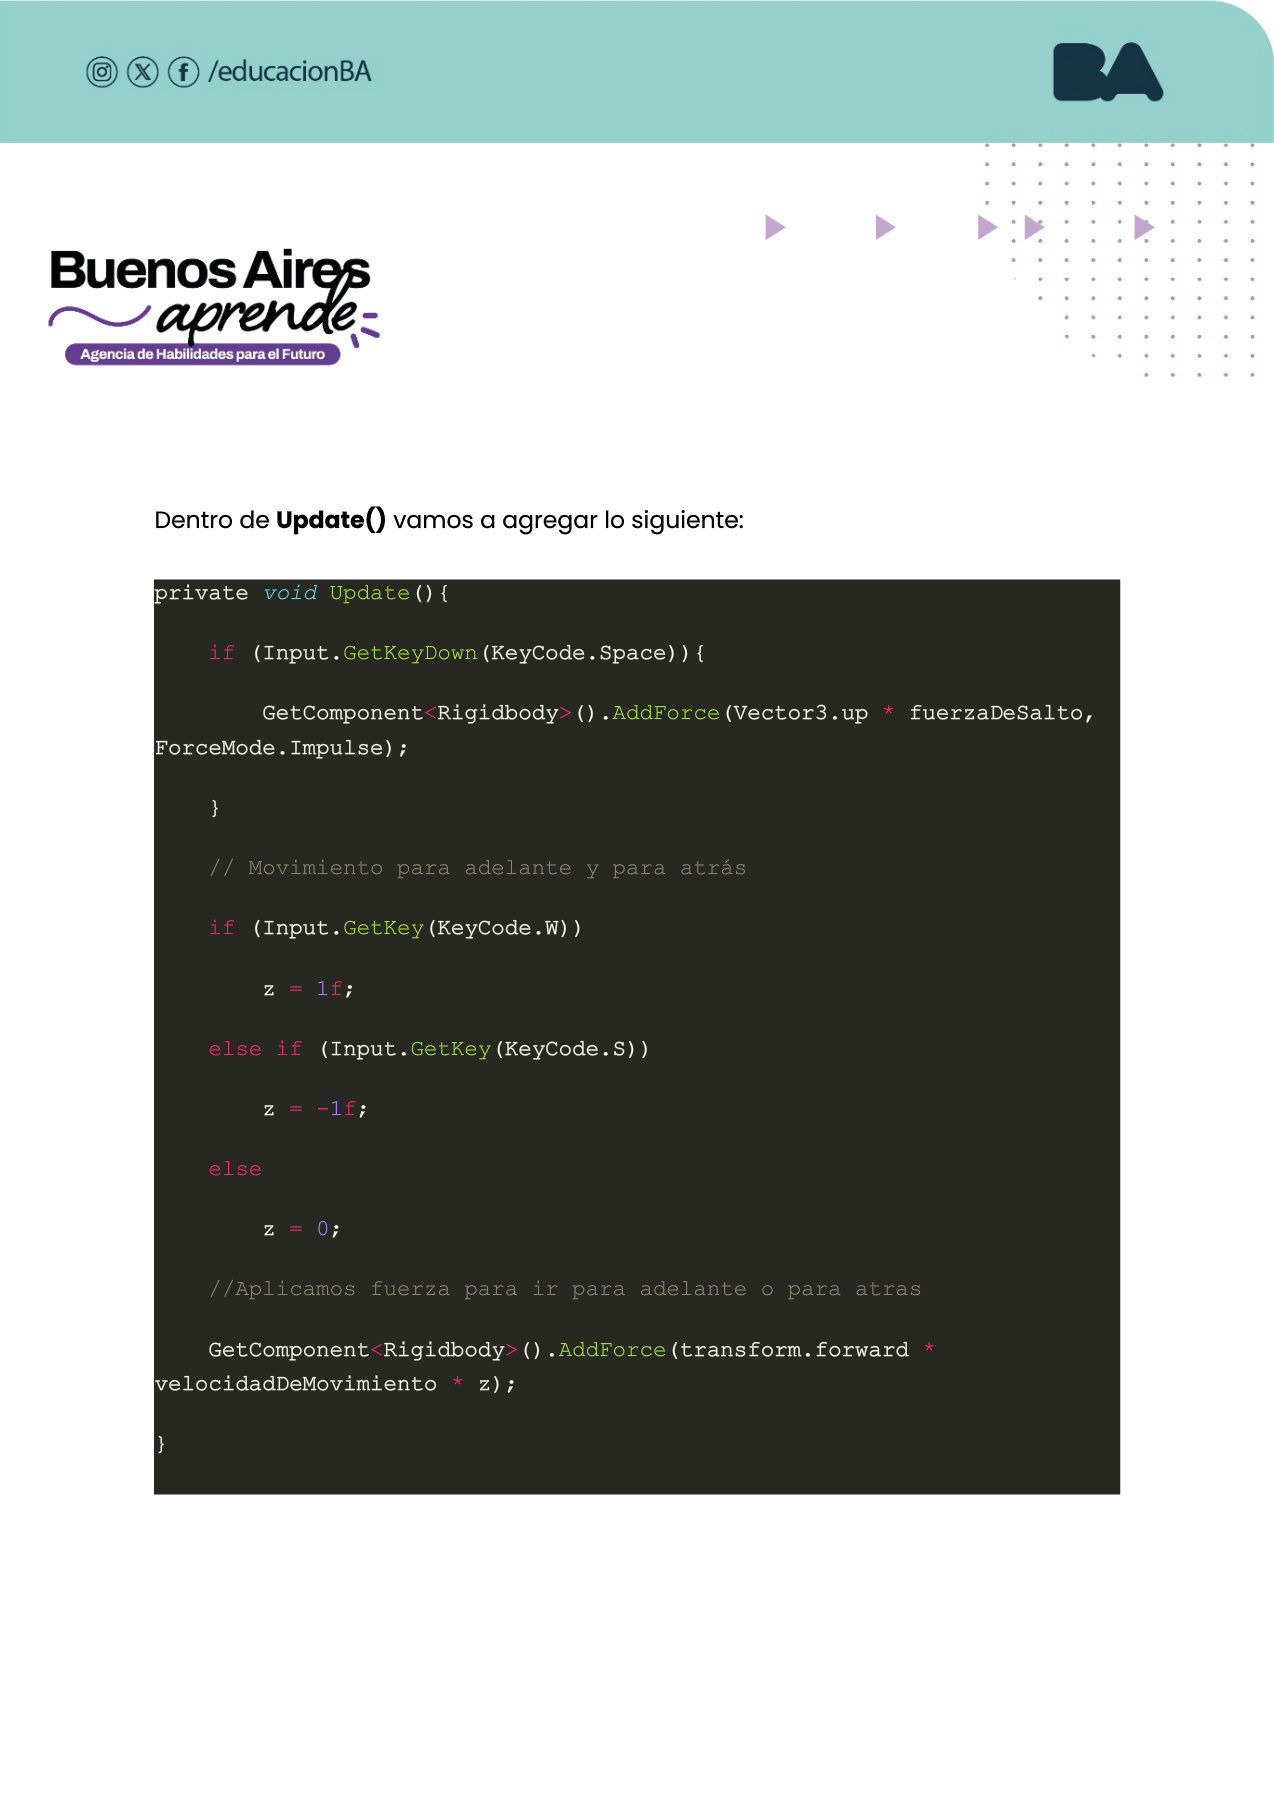 /educacionBA
BA
Buenos Aires
aprende
Agencia de Habilidades para el Futuro
Dentro de Update() vamos a agregar lo siguiente:
private void Update(){
    if (Input.GetKeyDown(KeyCode.Space)){
        GetComponent<Rigidbody>().AddForce(Vector3.up * fuerzaDeSalto,
ForceMode.Impulse);
    }
    // Movimiento para adelante y para atrás
    if (Input.GetKey(KeyCode.W))
        z = 1f;
    else if (Input.GetKey(KeyCode.S))
        z = -1f;
    else
        z = 0;
    //Aplicamos fuerza para ir para adelante o para atras
    GetComponent<Rigidbody>().AddForce(transform.forward *
velocidadDeMovimiento * z);
}